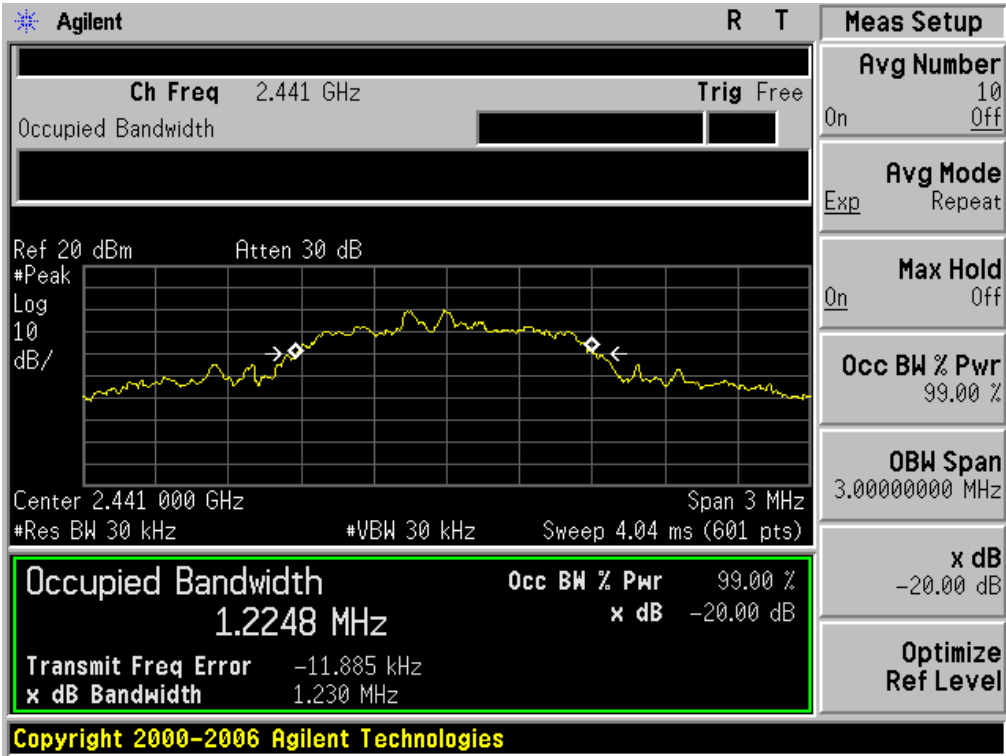 Agilent R T
Ch Freq 2.441 GHz Trig Free
Occupied Bandwidth
Ref 20 dBm Atten 30 dB
#Peak
Log
10
dB/
Center 2.441 000 GHz Span 3 MHz
#Res BW 30 kHz #VBW 30 kHz Sweep 4.04 ms (601 pts)
Occupied Bandwidth
1.2248 MHz
Occ BW % Pwr 99.00 %
x dB -20.00 dB
Transmit Freq Error -11.885 kHz
x dB Bandwidth 1.230 MHz
Copyright 2000-2006 Agilent Technologies
Meas Setup
Avg Number
10
On Off
Avg Mode
Exp Repeat
Max Hold
On Off
Occ BW % Pwr
99.00 %
OBW Span
3.00000000 MHz
x dB
-20.00 dB
Optimize
Ref Level